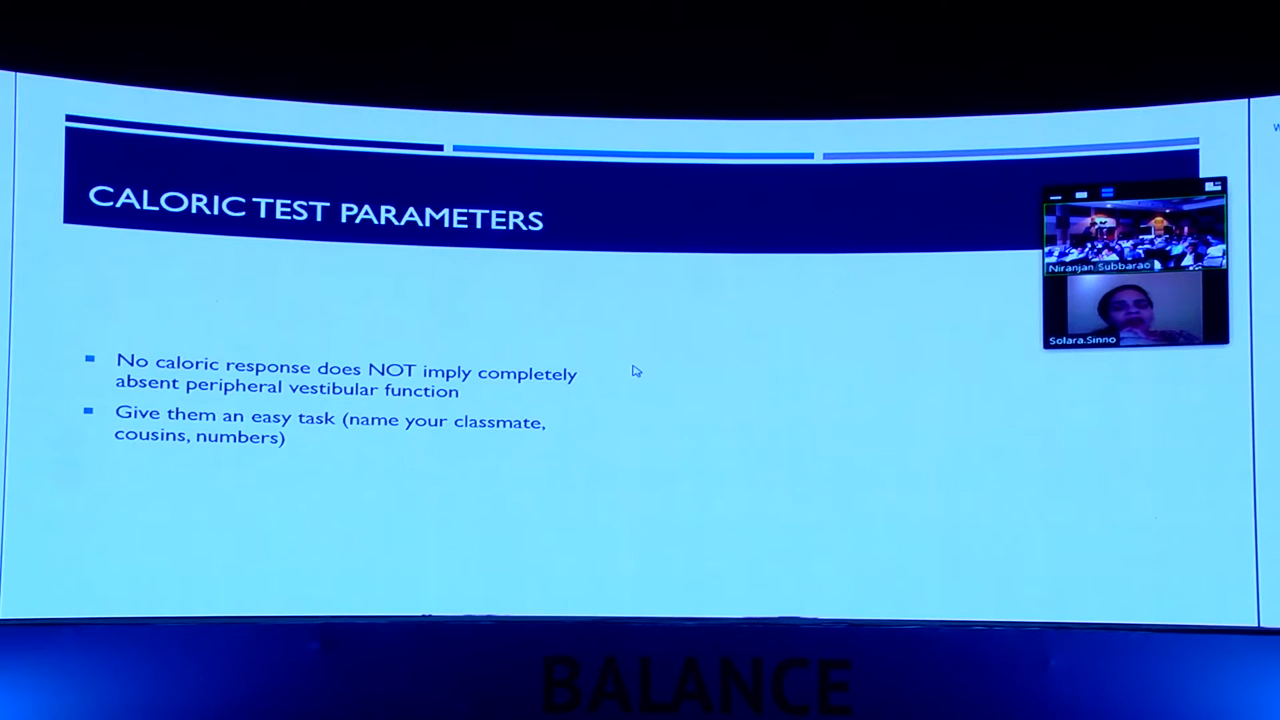 CALORIC TEST PARAMETERS
Niranjan Subbarao
Solara.Sinno
No caloric response does NOT imply completely
absent peripheral vestibular function
Give them an easy task (name your classmate,
cousins, numbers)
BALANCE